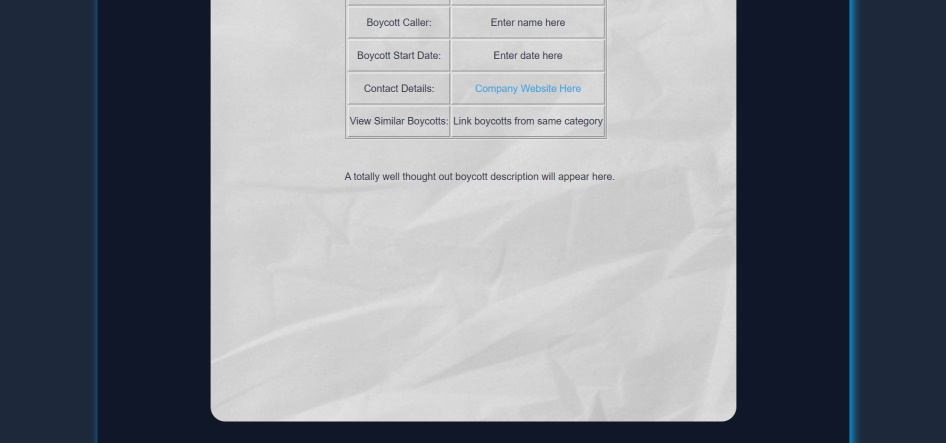 Boycott Caller: Enter name here
Boycott Start Date: Enter date here
Contact Details: Company Website Here
View Similar Boycotts: Link boycotts from same category
A totally well thought out boycott description will appear here.